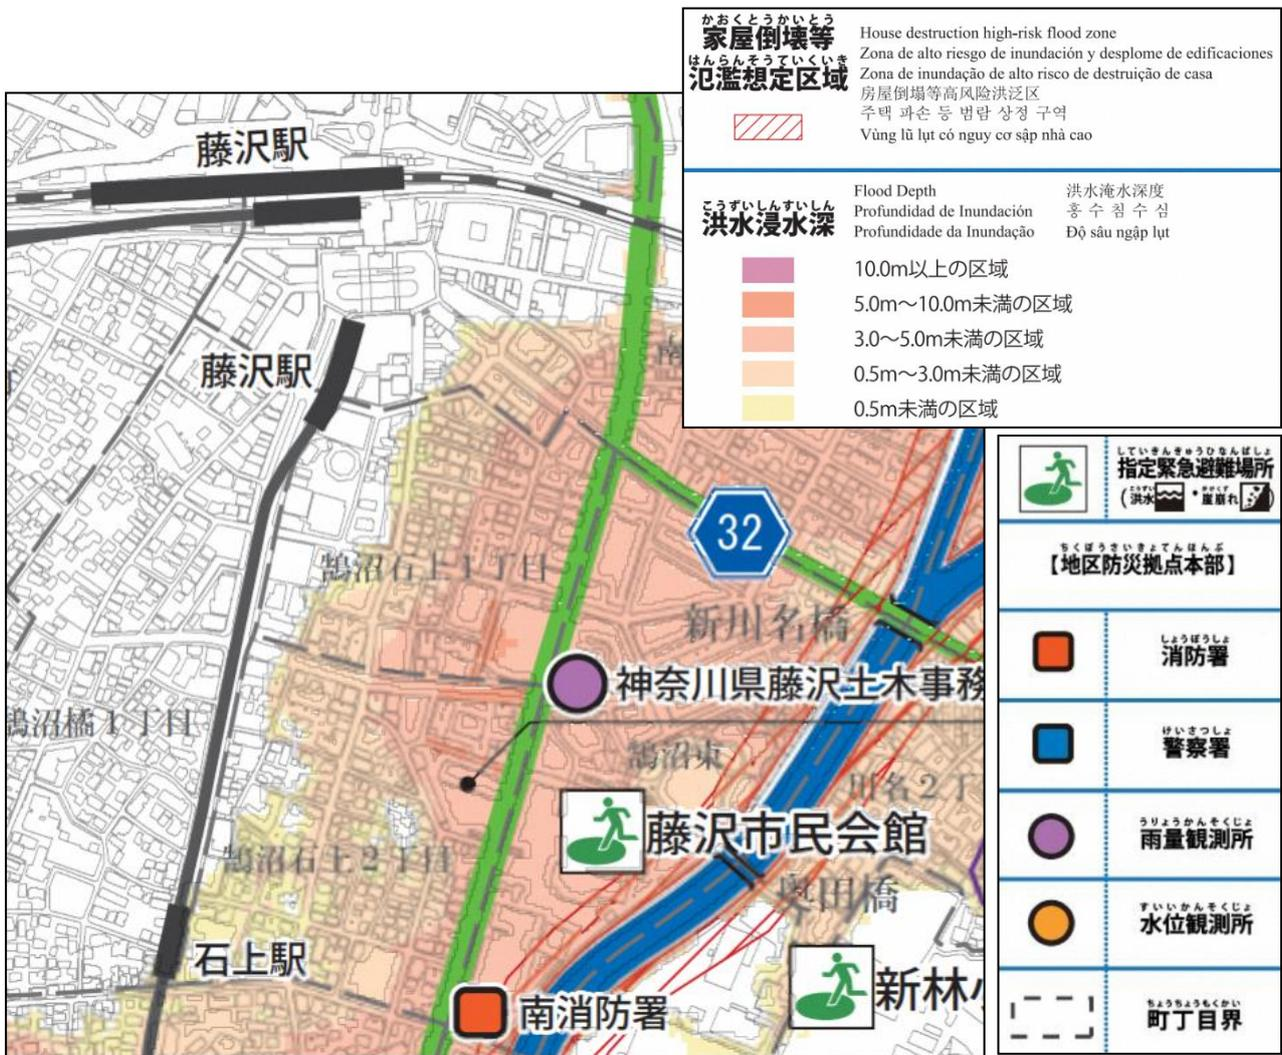 かおくとうかいとう
家屋倒壊等
はんらんそうていくいき
氾濫想定区域
House destruction high-risk flood zone
Zona de alto riesgo de inundación y desplome de edificaciones
Zona de inundação de alto risco de destruição de casa
房屋倒塌等高风险洪泛区
주택 파손 등 범람 상정 구역
Vùng lũ lụt có nguy cơ sập nhà cao
こうずいしんすいしん
洪水浸水深
Flood Depth
Profundidad de Inundación
Profundidade da Inundação
洪水淹水深度
홍수 침수 심
Độ sâu ngập lụt
10.0m以上の区域
5.0m～10.0m未満の区域
3.0～5.0m未満の区域
0.5m～3.0m未満の区域
0.5m未満の区域
していきんきゅうひなんばしょ
指定緊急避難場所
こうずい がけくず
(洪水・崖崩れ)
ちくぼうさいきょてんほんぶ
【地区防災拠点本部】
しょうぼうしょ
消防署
けいさつしょ
警察署
うりょうかんそくじょ
雨量観測所
すいいかんそくじょ
水位観測所
ちょうちょうもくかい
町丁目界
藤沢駅
藤沢駅
32
鵠沼石上1丁目
新川名橋
神奈川県藤沢土木事務
鵠沼橘1丁目
鵠沼東
川名2丁
藤沢市民会館
鵠沼石上2丁目
奥田橋
石上駅
新林小
南消防署